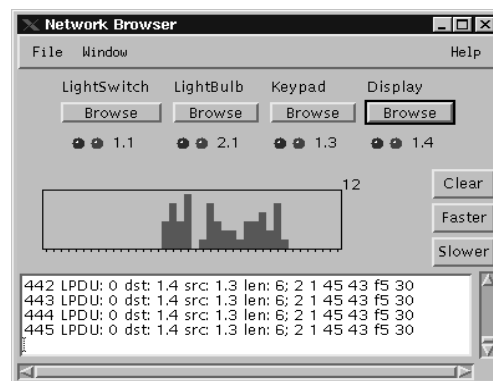 Network Browser
File Window Help
LightSwitch LightBulb Keypad Display
Browse Browse Browse Browse
1.1 2.1 1.3 1.4
12
Clear
Faster
Slower
442 LPDU: 0 dst: 1.4 src: 1.3 len: 6; 2 1 45 43 f5 30
443 LPDU: 0 dst: 1.4 src: 1.3 len: 6; 2 1 45 43 f5 30
444 LPDU: 0 dst: 1.4 src: 1.3 len: 6; 2 1 45 43 f5 30
445 LPDU: 0 dst: 1.4 src: 1.3 len: 6; 2 1 45 43 f5 30